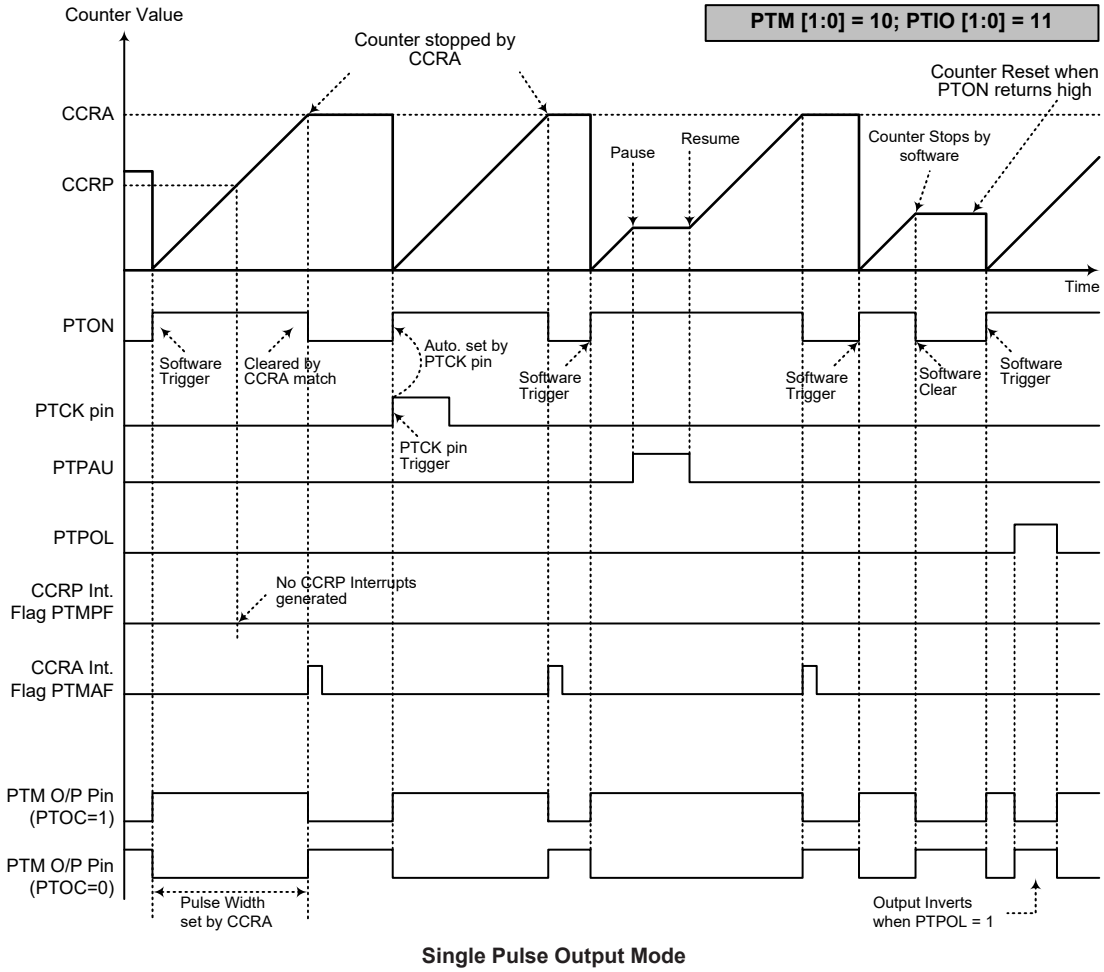 Counter Value
PTM [1:0] = 10; PTIO [1:0] = 11
Counter stopped by
CCRA
Counter Reset when
PTON returns high
CCRA
Pause
Resume
Counter Stops by
software
CCRP
Time
PTON
Software
Trigger
Cleared by
CCRA match
Auto. set by
PTCK pin
Software
Trigger
Software
Trigger
Software
Clear
Software
Trigger
PTCK pin
PTCK pin
Trigger
PTPAU
PTPOL
CCRP Int.
Flag PTMPF
No CCRP Interrupts
generated
CCRA Int.
Flag PTMAF
PTM O/P Pin
(PTOC=1)
PTM O/P Pin
(PTOC=0)
Pulse Width
set by CCRA
Output Inverts
when PTPOL = 1
Single Pulse Output Mode